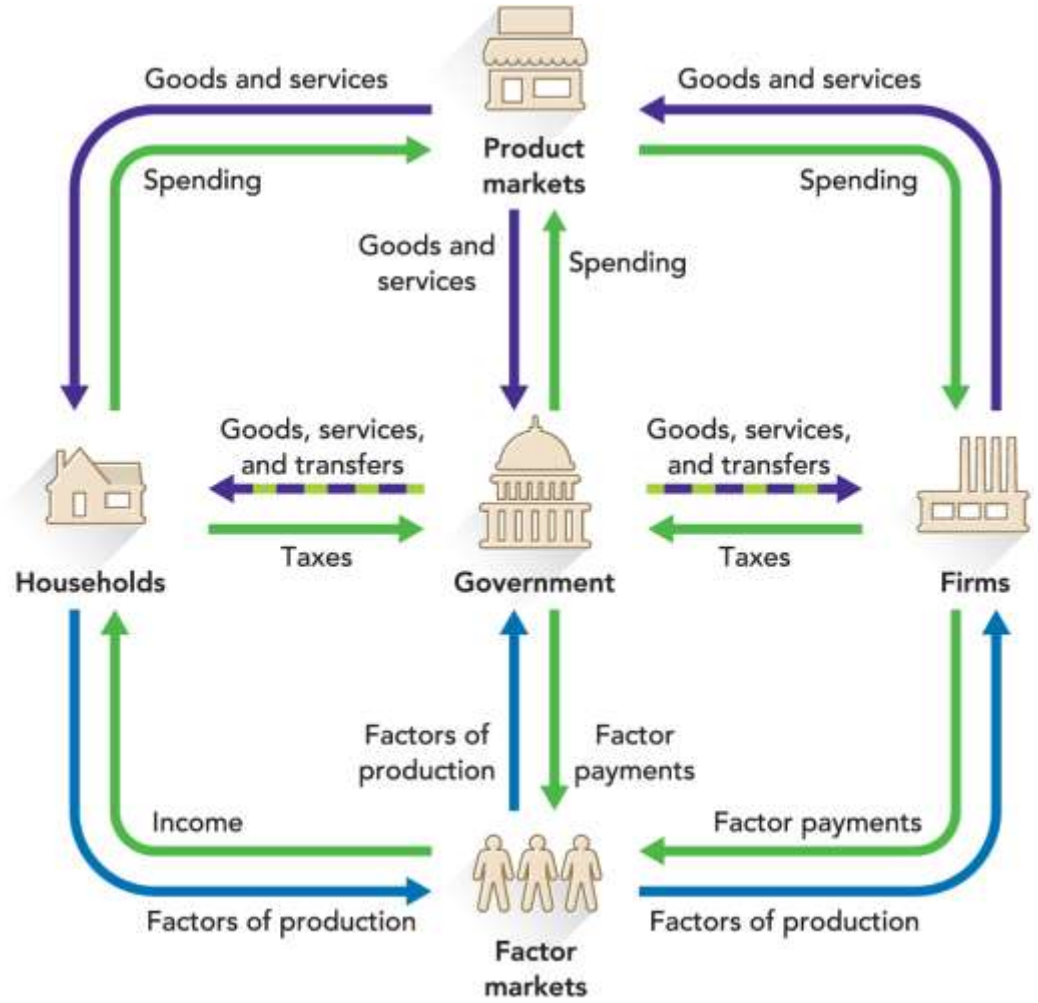 Goods and services
Goods and services
Product
markets
Spending
Spending
Goods and
services
Spending
Goods, services,
and transfers
Goods, services,
and transfers
Taxes
Taxes
Households
Government
Firms
Factors of
production
Factor
payments
Income
Factor payments
Factors of production
Factors of production
Factor
markets